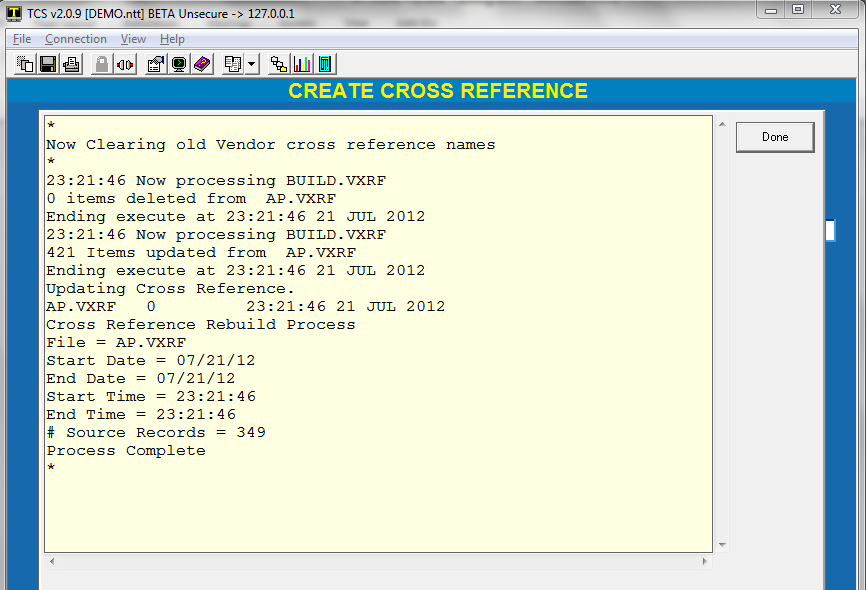 TCS v2.0.9 [DEMO.ntt] BETA Unsecure -> 127.0.0.1
File Connection View Help
CREATE CROSS REFERENCE
*
Now Clearing old Vendor cross reference names
*
23:21:46 Now processing BUILD.VXRF
0 items deleted from  AP.VXRF
Ending execute at 23:21:46 21 JUL 2012
23:21:46 Now processing BUILD.VXRF
421 Items updated from  AP.VXRF
Ending execute at 23:21:46 21 JUL 2012
Updating Cross Reference.
AP.VXRF   0         23:21:46 21 JUL 2012
Cross Reference Rebuild Process
File = AP.VXRF
Start Date = 07/21/12
End Date = 07/21/12
Start Time = 23:21:46
End Time = 23:21:46
# Source Records = 349
Process Complete
*
Done